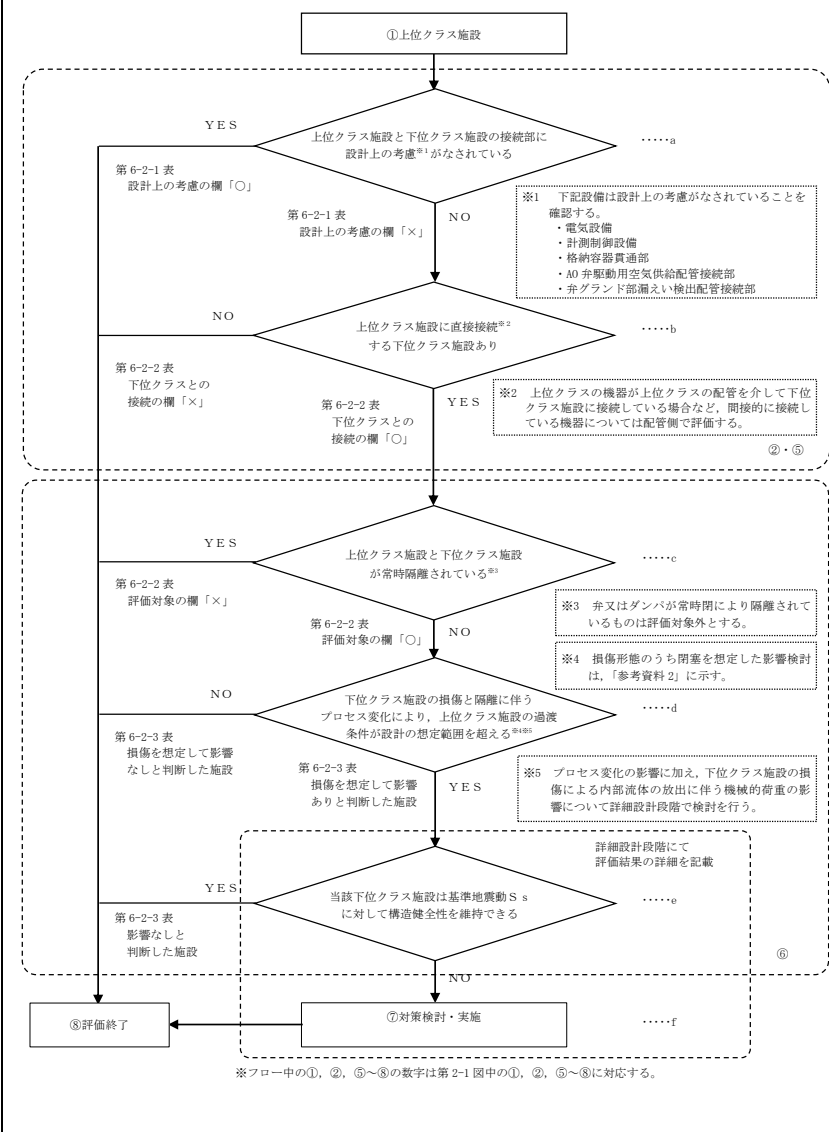 ①上位クラス施設
YES
上位クラス施設と下位クラス施設の接続部に
設計上の考慮※1がなされている
・・・・・a
第 6-2-1 表
設計上の考慮の欄「○」
第 6-2-1 表
設計上の考慮の欄「×」
NO
※1 下記設備は設計上の考慮がなされていることを
確認する。
・電気設備
・計測制御設備
・格納容器貫通部
・AO 弁駆動用空気供給配管接続部
・弁グランド部漏えい検出配管接続部
NO
上位クラス施設に直接接続※2
する下位クラス施設あり
・・・・・b
第 6-2-2 表
下位クラスとの
接続の欄「×」
第 6-2-2 表
下位クラスとの
接続の欄「○」
YES
※2 上位クラスの機器が上位クラスの配管を介して下位
クラス施設に接続している場合など，間接的に接続し
ている機器については配管側で評価する。
②・⑤
YES
上位クラス施設と下位クラス施設
が常時隔離されている※3
・・・・・c
第 6-2-2 表
評価対象の欄「×」
第 6-2-2 表
評価対象の欄「○」
NO
※3 弁又はダンパが常時閉により隔離されて
いるものは評価対象外とする。
※4 損傷形態のうち閉塞を想定した影響検討
は，「参考資料 2」に示す。
NO
下位クラス施設の損傷と隔離に伴う
プロセス変化により，上位クラス施設の過渡
条件が設計の想定範囲を超える※4※5
・・・・・d
第 6-2-3 表
損傷を想定して影響
なしと判断した施設
第 6-2-3 表
損傷を想定して影響
ありと判断した施設
YES
※5 プロセス変化の影響に加え，下位クラス施設の損
傷による内部流体の放出に伴う機械的荷重の影
響について詳細設計段階で検討を行う。
詳細設計段階にて
評価結果の詳細を記載
YES
当該下位クラス施設は基準地震動Ｓｓ
に対して構造健全性を維持できる
・・・・・e
第 6-2-3 表
影響なしと
判断した施設
⑥
NO
⑧評価終了
⑦対策検討・実施
・・・・・f
※フロー中の①，②，⑤～⑧の数字は第 2-1 図中の①，②，⑤～⑧に対応する。